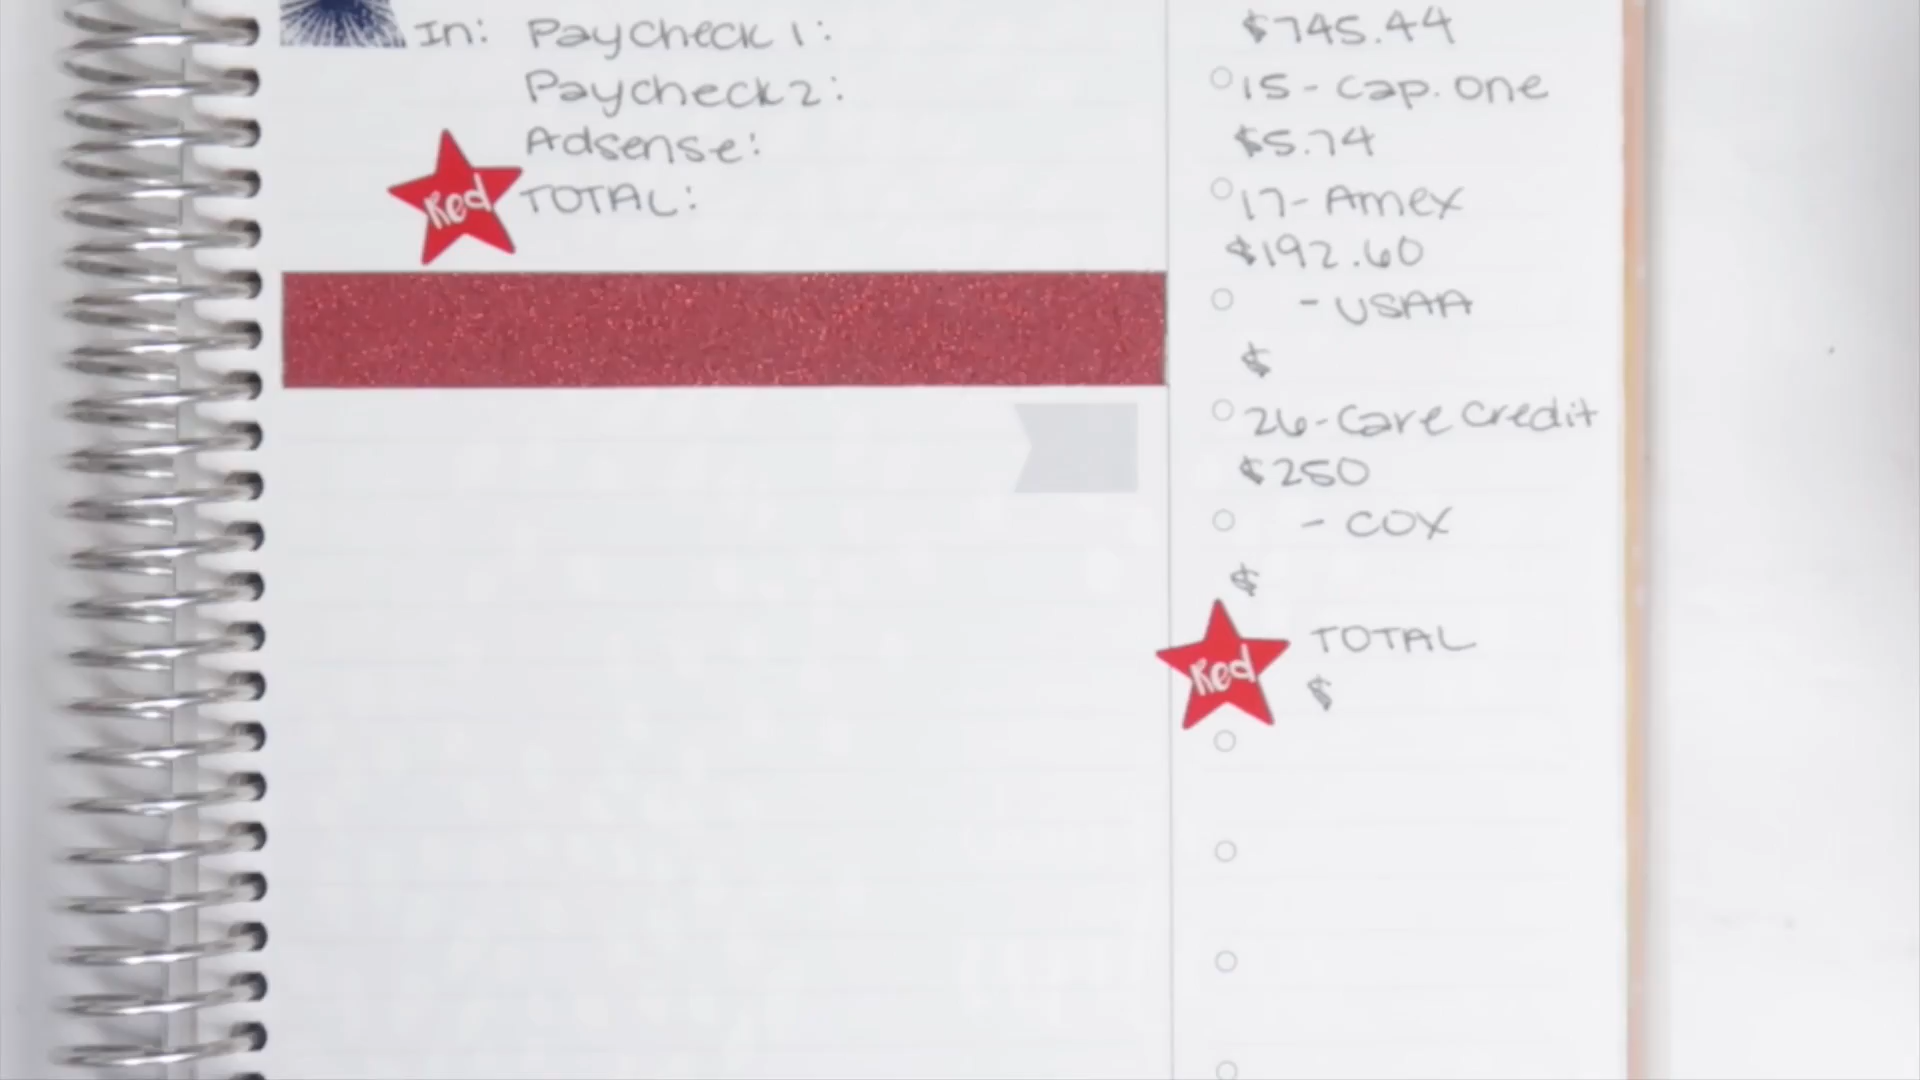 In: Paycheck 1:
Paycheck 2:
Adsense:
Red TOTAL:
$745.44
15 - Cap. One
$5.74
17 - Amex
$192.60
- USAA
$
26 - Care Credit
$250
- COX
$
Red TOTAL
$